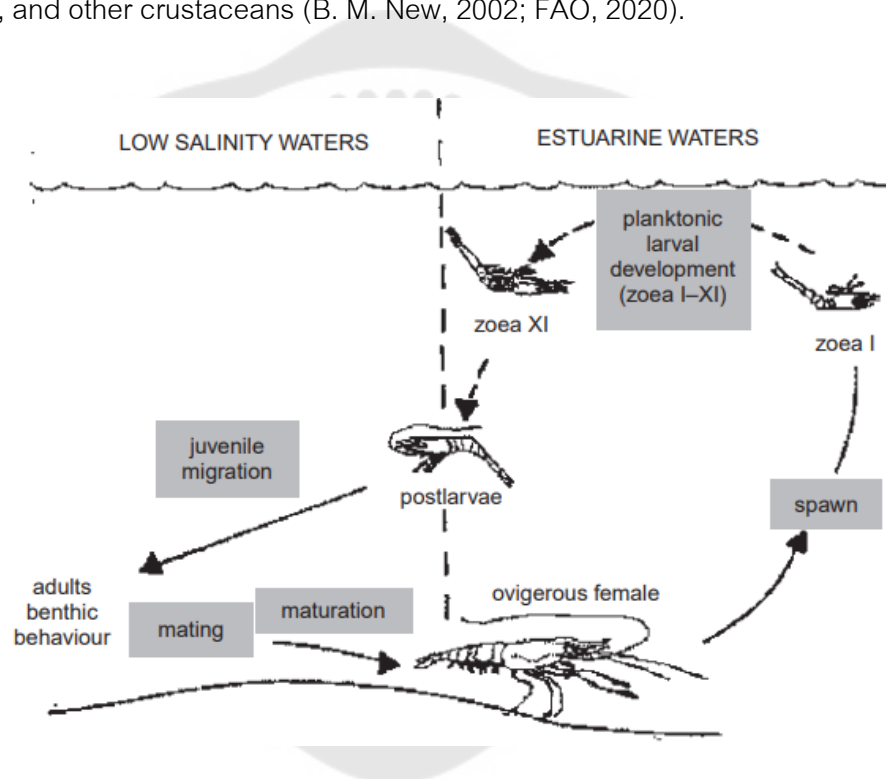 , and other crustaceans (B. M. New, 2002; FAO, 2020).
LOW SALINITY WATERS
ESTUARINE WATERS
planktonic
larval
development
(zoea I–XI)
zoea XI
zoea I
juvenile
migration
postlarvae
spawn
adults
benthic
behaviour
mating
maturation
ovigerous female